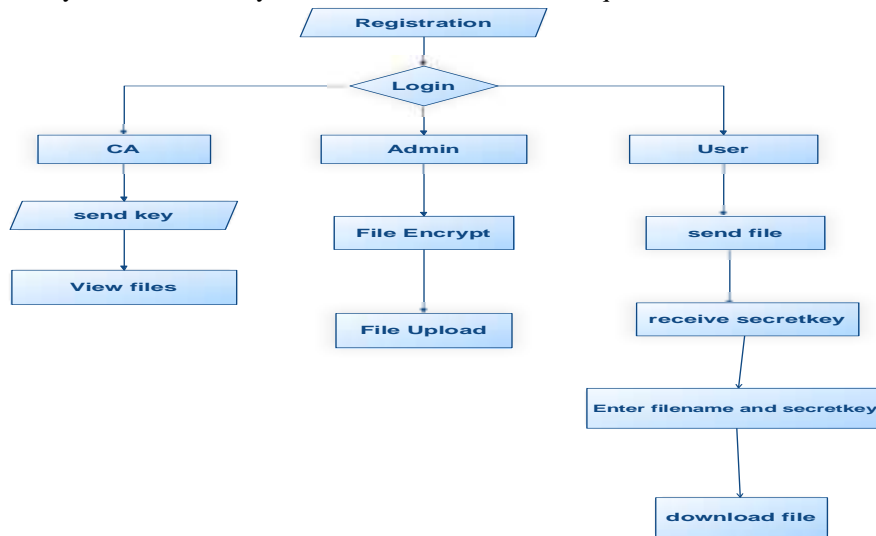 Registration
Login
CA
Admin
User
send key
File Encrypt
send file
View files
File Upload
receive secretkey
Enter filename and secretkey
download file